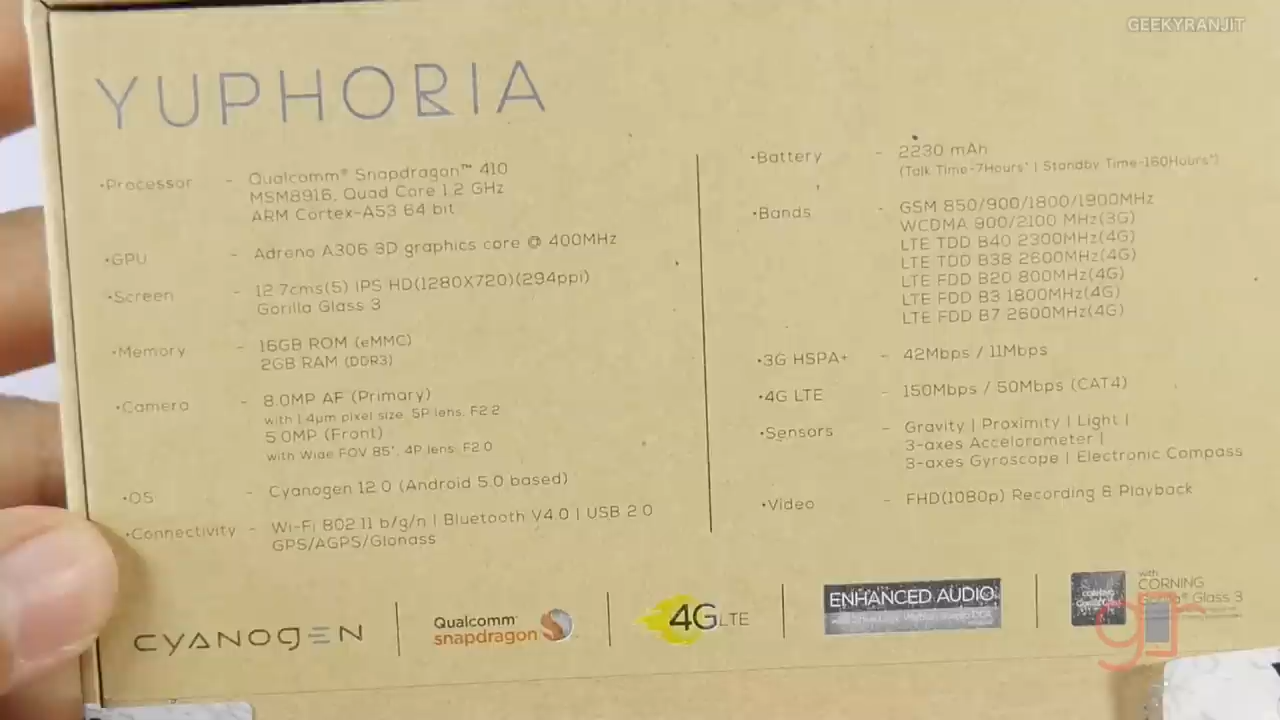 GEEKYRANJIT
YUPHORIA
•Processor - Qualcomm® Snapdragon™ 410
MSM8916, Quad Core 1.2 GHz
ARM Cortex-A53 64 bit
•GPU - Adreno A306 3D graphics core @ 400MHz
•Screen - 12.7cms(5) IPS HD(1280X720)(294ppi)
Gorilla Glass 3
•Memory - 16GB ROM (eMMC)
2GB RAM (DDR3)
•Camera - 8.0MP AF (Primary)
with 1.4µm pixel size, 5P lens, F2.2
5.0MP (Front)
with Wide FOV 85°, 4P lens, F2.0
•OS - Cyanogen 12.0 (Android 5.0 based)
•Connectivity - Wi-Fi 802.11 b/g/n | Bluetooth V4.0 | USB 2.0
GPS/AGPS/Glonass
•Battery - 2230 mAh
(Talk Time-7Hours* | Standby Time-160Hours*)
•Bands - GSM 850/900/1800/1900MHz
WCDMA 900/2100 MHz(3G)
LTE TDD B40 2300MHz(4G)
LTE TDD B38 2600MHz(4G)
LTE FDD B20 800MHz(4G)
LTE FDD B3 1800MHz(4G)
LTE FDD B7 2600MHz(4G)
•3G HSPA+ - 42Mbps / 11Mbps
•4G LTE - 150Mbps / 50Mbps (CAT4)
•Sensors - Gravity | Proximity | Light |
3-axes Accelorometer |
3-axes Gyroscope | Electronic Compass
•Video - FHD(1080p) Recording & Playback
CYANOGEN
Qualcomm
snapdragon
4G LTE
ENHANCED AUDIO
with
CORNING
Gorilla® Glass 3
gr